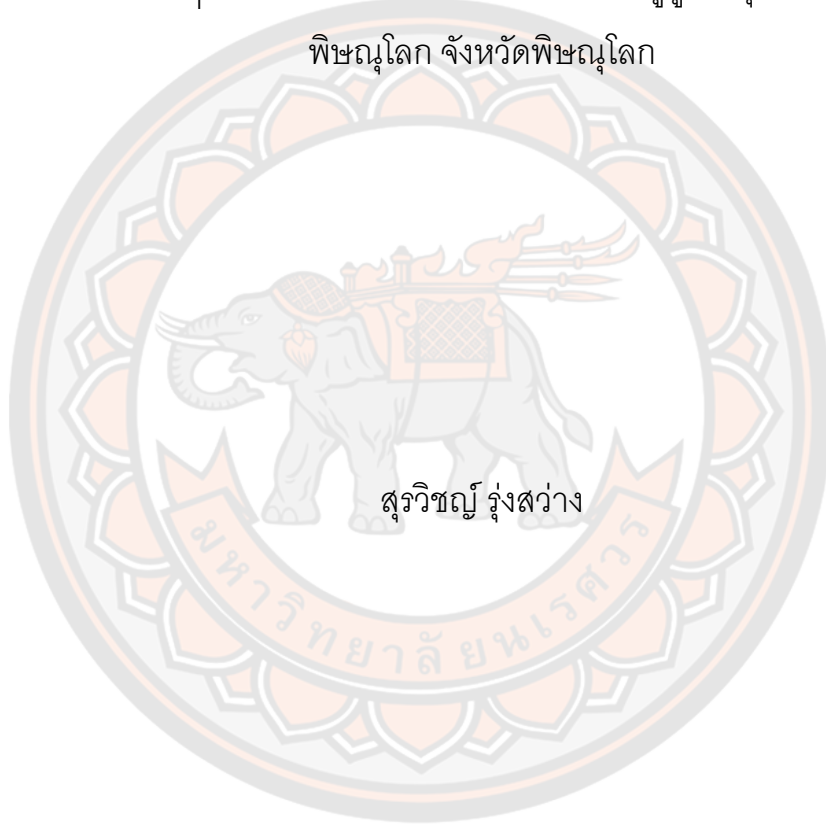 พิษณุโลก จังหวัดพิษณุโลก
สุรวิชญ์ รุ่งสว่าง
มหาวิทยาลัยนเรศวร